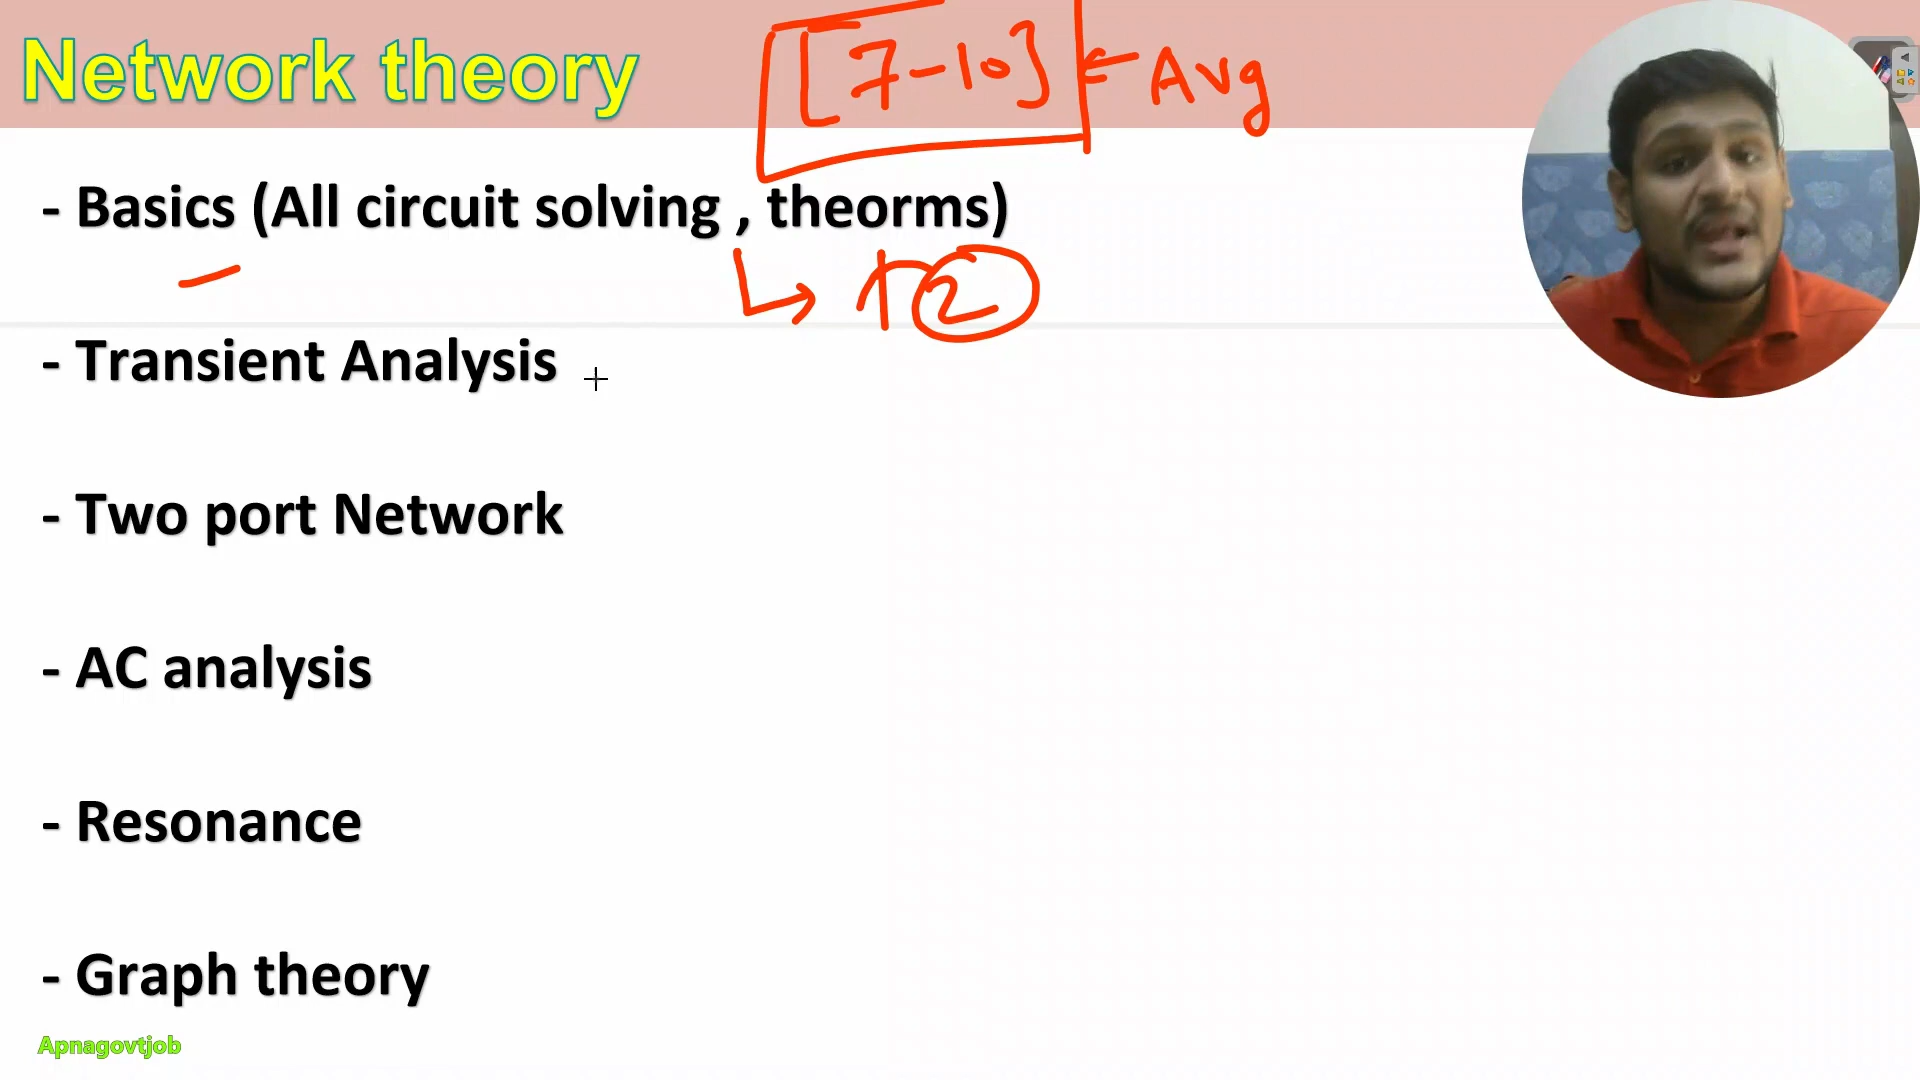 Network theory [7-10] Avg
- Basics (All circuit solving , theorms)
2
- Transient Analysis
- Two port Network
- AC analysis
- Resonance
- Graph theory
Apnagovtjob